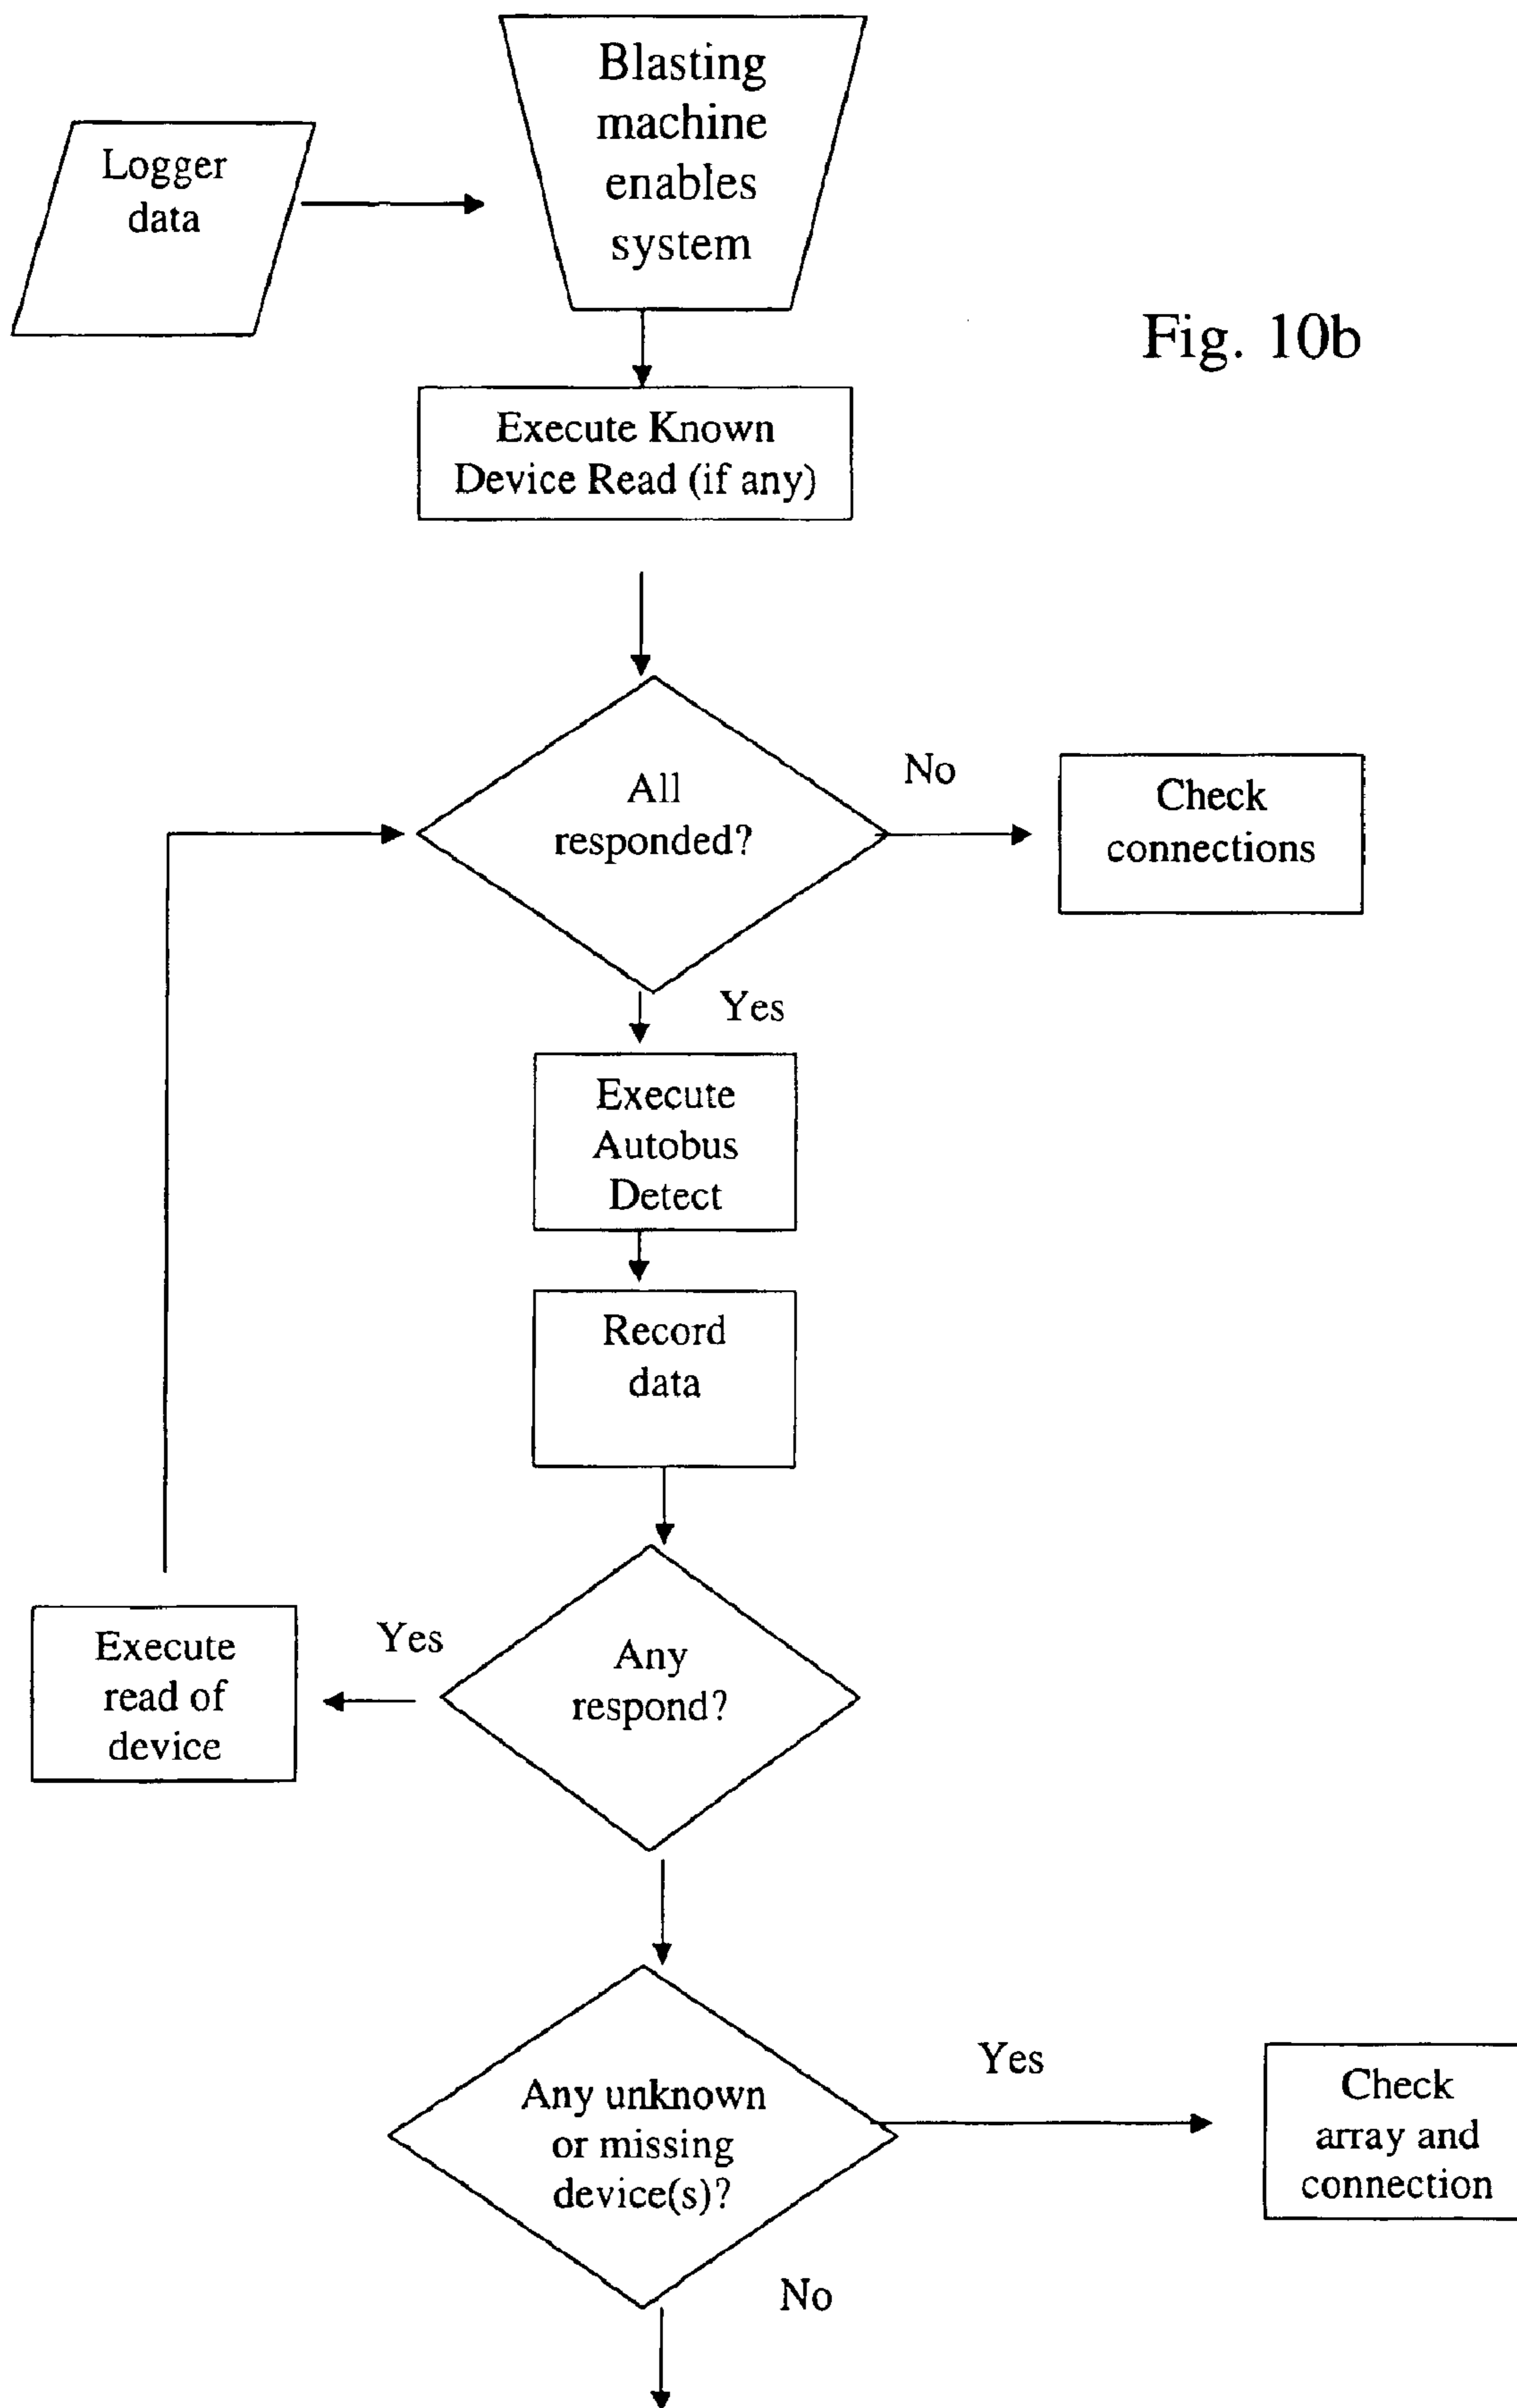 Blasting
machine
enables
system
Logger
data
Fig. 10b
Execute Known
Device Read (if any)
All
responded?
No
Check
connections
Yes
Execute
Autobus
Detect
Record
data
Any
respond?
Yes
Execute
read of
device
Any unknown
or missing
device(s)?
Yes
Check
array and
connection
No